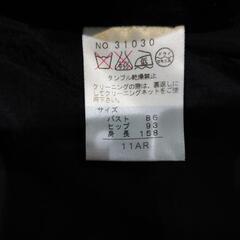 NO.31030
タンブル乾燥禁止
クリーニングの際は、裏返しに
してクリーニングネットをご使用
下さい。
サイズ
バスト 86
ヒップ 93
身長 158
11AR